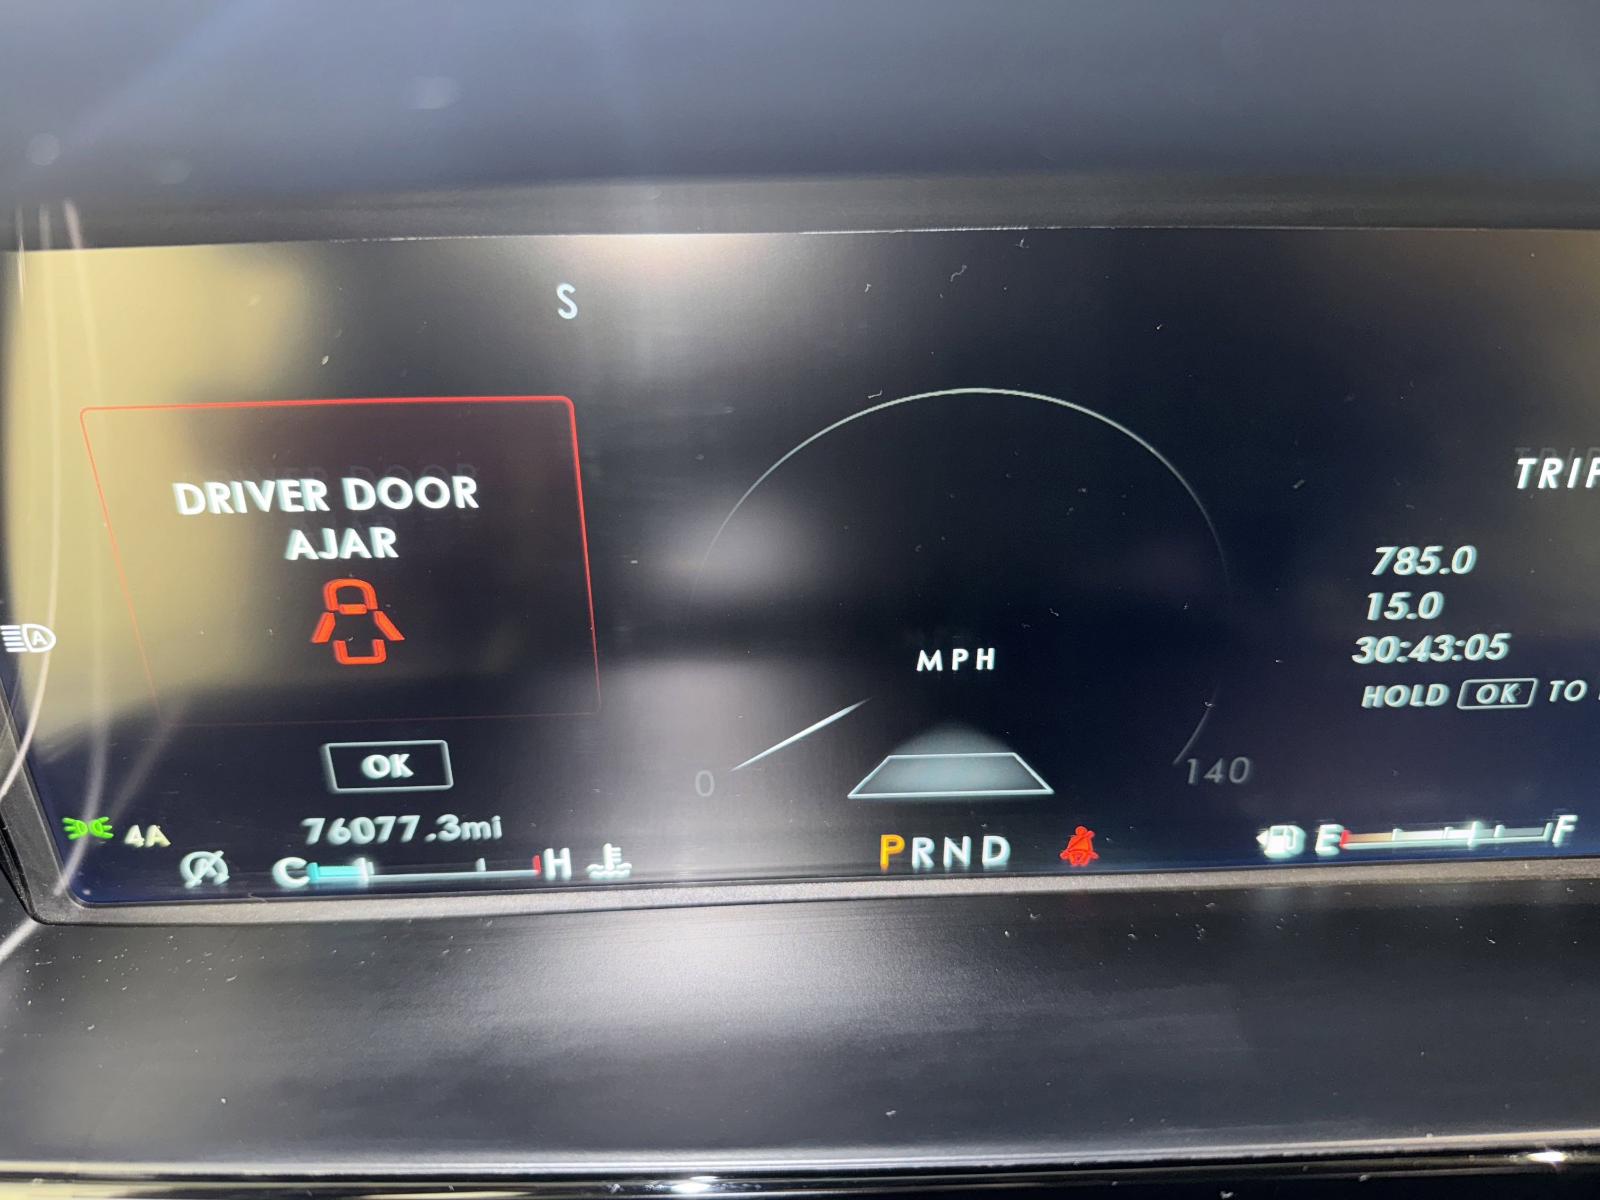 S
DRIVER DOOR
AJAR
OK
76077.3mi
4A
C H
MPH
0 140
PRND
785.0
15.0
30:43:05
HOLD OK TO
E F
A